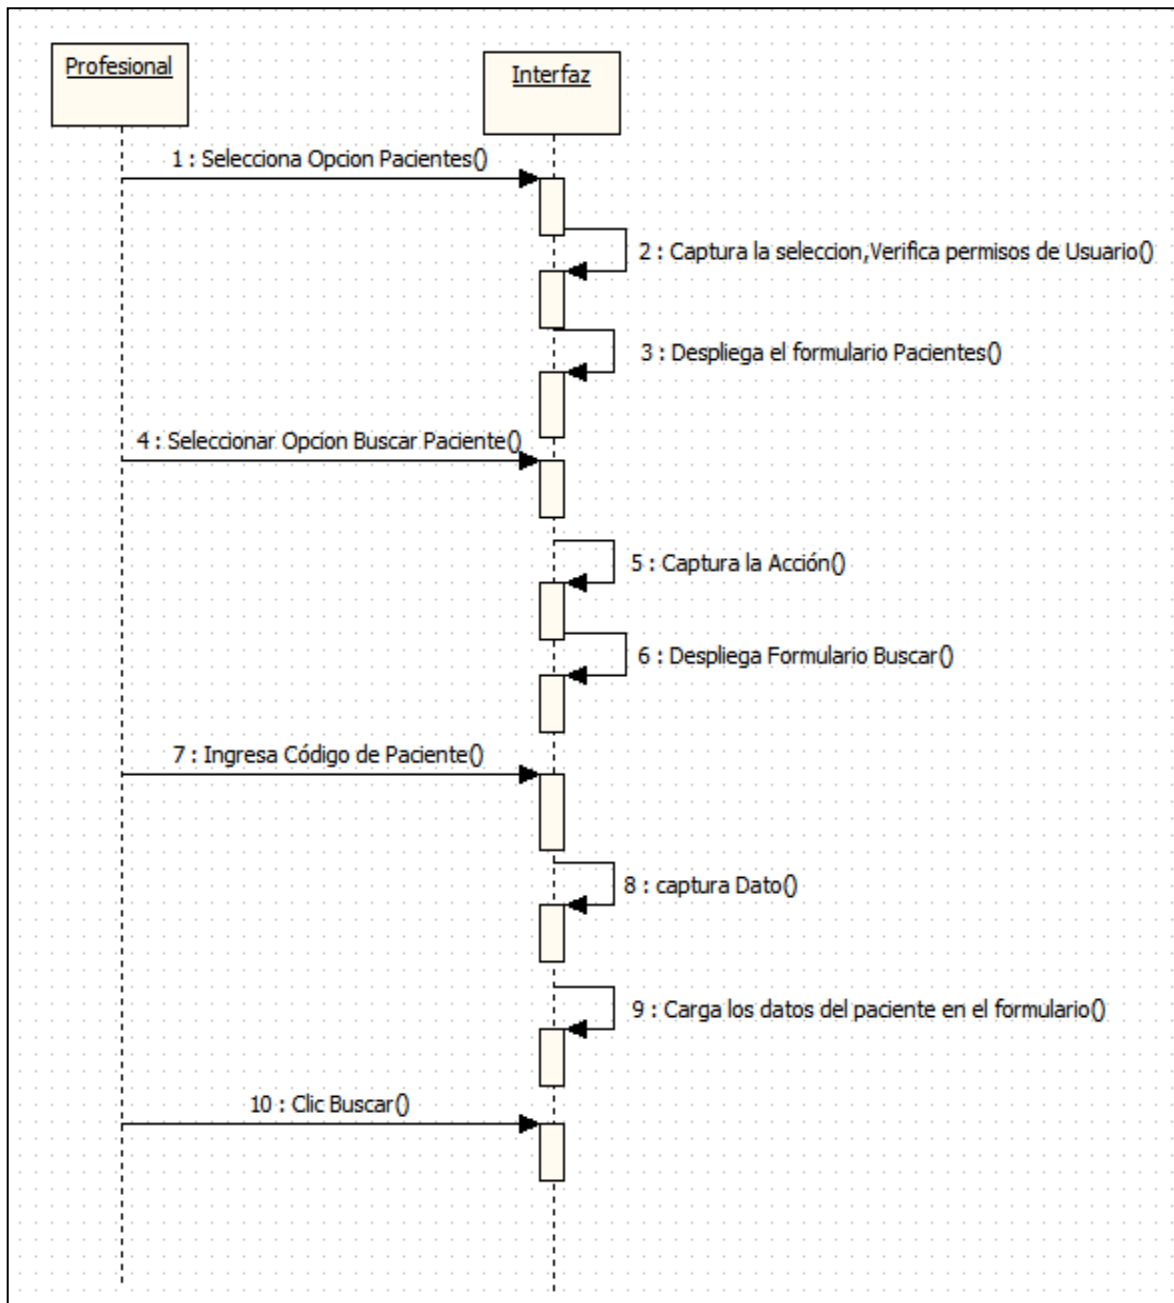 Profesional
Interfaz
1 : Selecciona Opcion Pacientes()
2 : Captura la seleccion,Verifica permisos de Usuario()
3 : Despliega el formulario Pacientes()
4 : Seleccionar Opcion Buscar Paciente()
5 : Captura la Acción()
6 : Despliega Formulario Buscar()
7 : Ingresa Código de Paciente()
8 : captura Dato()
9 : Carga los datos del paciente en el formulario()
10 : Clic Buscar()